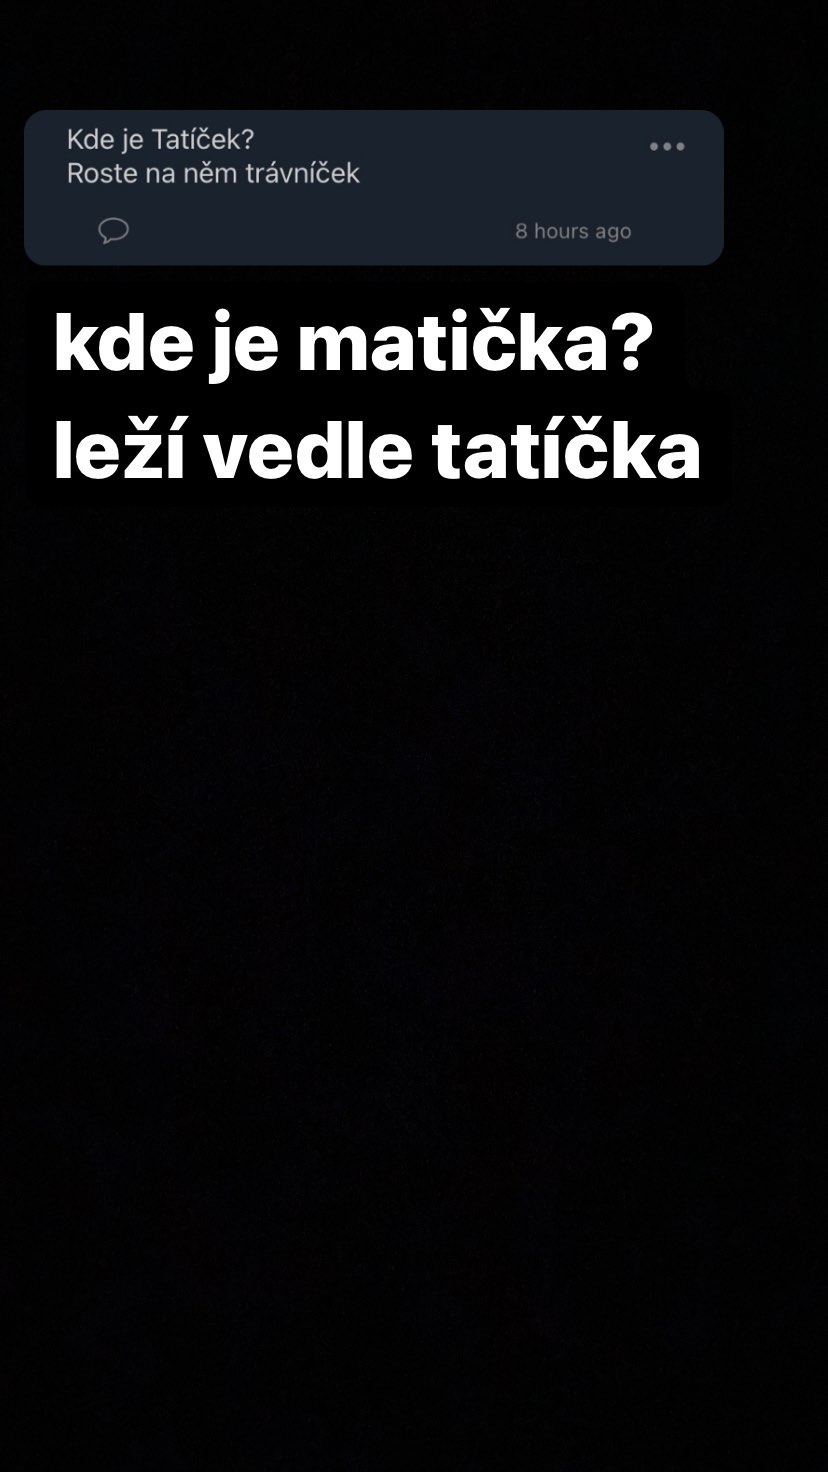 Kde je Tatíček?
Roste na něm trávníček
8 hours ago
kde je matička?
leží vedle tatíčka